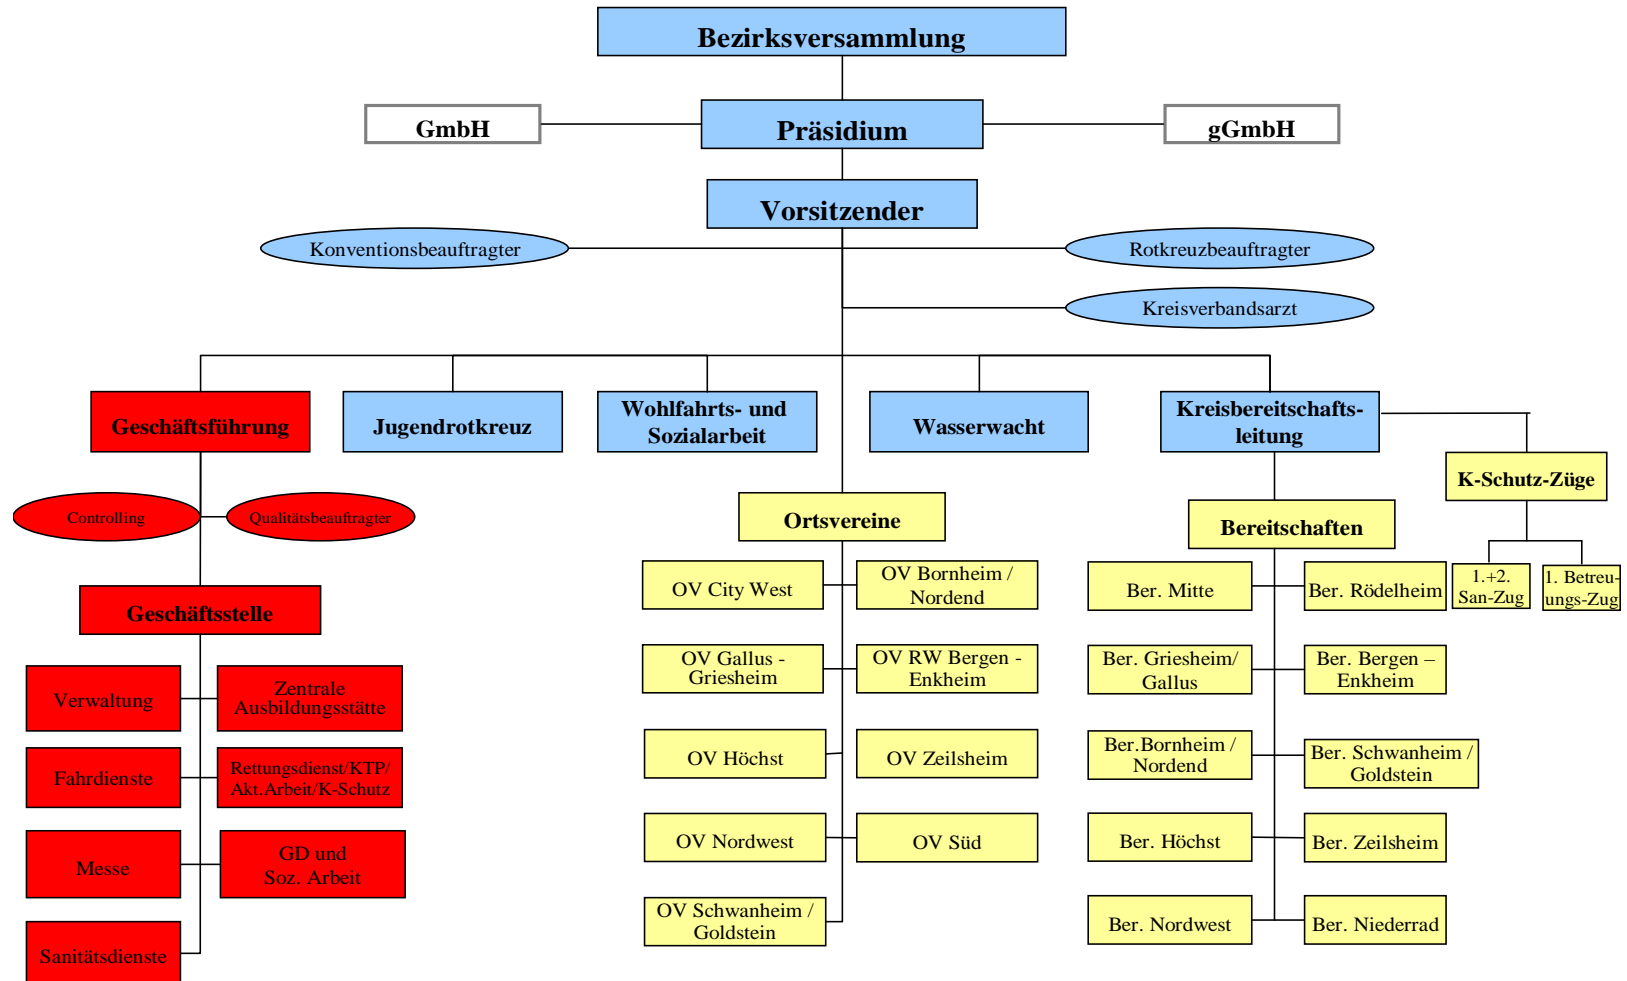 Bezirksversammlung
GmbH
Präsidium
gGmbH
Vorsitzender
Konventionsbeauftragter
Rotkreuzbeauftragter
Kreisverbandsarzt
Geschäftsführung
Jugendrotkreuz
Wohlfahrts- und
Sozialarbeit
Wasserwacht
Kreisbereitschafts-
leitung
K-Schutz-Züge
Controlling
Qualitätsbeauftragter
Ortsvereine
Bereitschaften
1.+2.
San-Zug
1. Betreu-
ungs-Zug
Geschäftsstelle
OV City West
OV Bornheim /
Nordend
Ber. Mitte
Ber. Rödelheim
OV Gallus -
Griesheim
OV RW Bergen -
Enkheim
Ber. Griesheim/
Gallus
Ber. Bergen –
Enkheim
Verwaltung
Zentrale
Ausbildungsstätte
OV Höchst
OV Zeilsheim
Ber.Bornheim /
Nordend
Ber. Schwanheim /
Goldstein
Fahrdienste
Rettungsdienst/KTP/
Akt.Arbeit/K-Schutz
OV Nordwest
OV Süd
Ber. Höchst
Ber. Zeilsheim
Messe
GD und
Soz. Arbeit
OV Schwanheim /
Goldstein
Ber. Nordwest
Ber. Niederrad
Sanitätsdienste